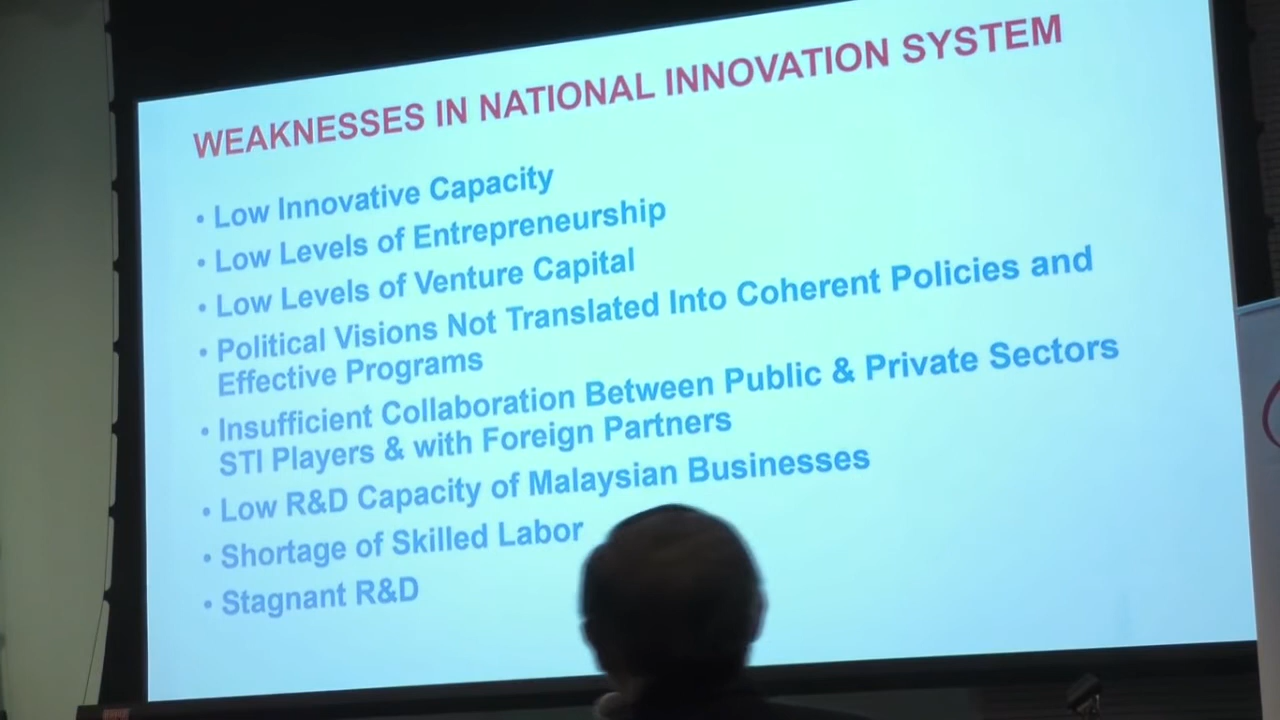 WEAKNESSES IN NATIONAL INNOVATION SYSTEM
• Low Innovative Capacity
• Low Levels of Entrepreneurship
• Low Levels of Venture Capital
• Political Visions Not Translated Into Coherent Policies and
Effective Programs
• Insufficient Collaboration Between Public & Private Sectors
STI Players & with Foreign Partners
• Low R&D Capacity of Malaysian Businesses
• Shortage of Skilled Labor
• Stagnant R&D